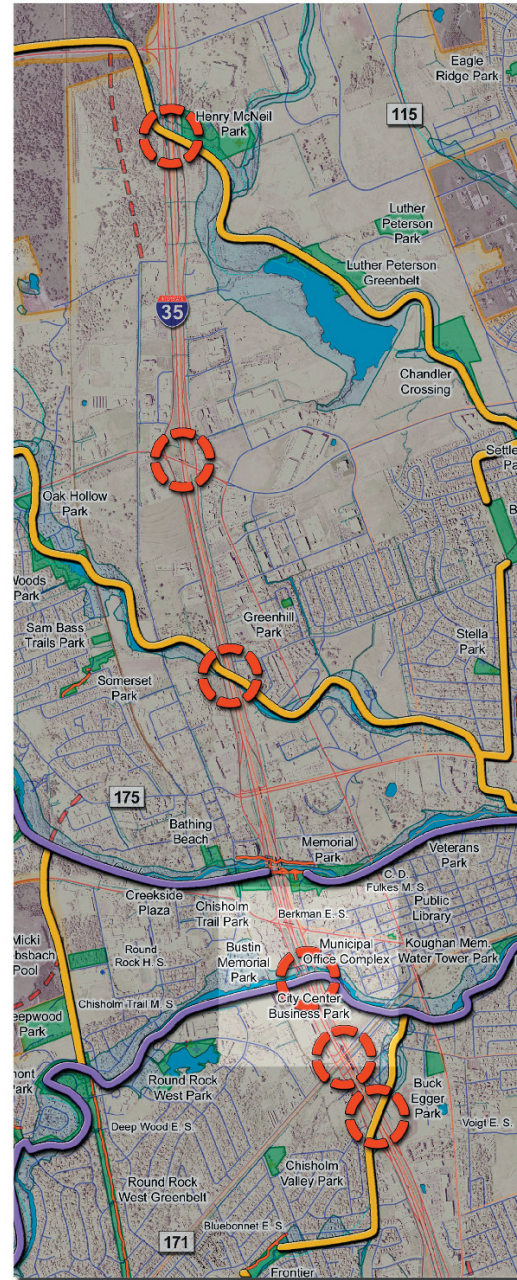 Eagle
Ridge Park
Henry McNeil
Park
115
Luther
Peterson
Park
Luther Peterson
Greenbelt
35
Chandler
Crossing
Oak Hollow
Park
Woods
Park
Greenhill
Park
Sam Bass
Trails Park
Stella
Park
Somerset
Park
175
Bathing
Beach
Memorial
Park
Veterans
Park
C. D.
Fulkes M. S.
Creekside
Plaza
Chisholm
Trail Park
Berkman E. S.
Public
Library
Round
Rock H. S.
Bustin
Memorial
Park
Municipal
Office Complex
Koughan Mem.
Water Tower Park
Micki
Pool
Chisholm Trail M. S.
City Center
Business Park
Park
Round Rock
West Park
Buck
Egger
Park
Park
Deep Wood E. S.
Voigt E. S.
Chisholm
Valley Park
Round Rock
West Greenbelt
171
Bluebonnet E. S.
Frontier